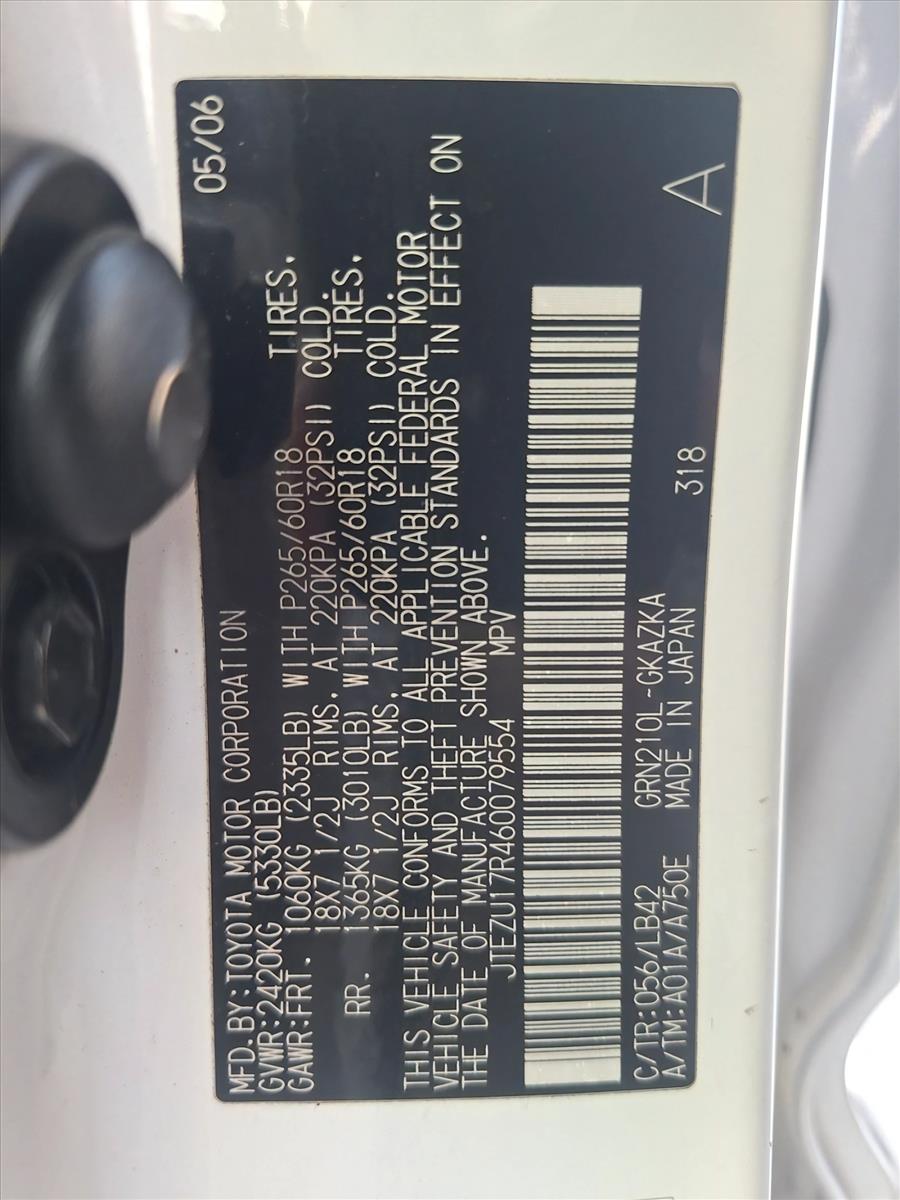 MFD.BY:TOYOTA MOTOR CORPORATION 05/06
GVWR:2420KG (5330LB)
GAWR:FRT. 1060KG (2335LB) WITH P265/60R18 TIRES.
18X7 1/2J RIMS, AT 220KPA (32PSI) COLD.
RR. 1365KG (3010LB) WITH P265/60R18 TIRES.
18X7 1/2J RIMS, AT 220KPA (32PSI) COLD.
THIS VEHICLE CONFORMS TO ALL APPLICABLE FEDERAL MOTOR
VEHICLE SAFETY AND THEFT PREVENTION STANDARDS IN EFFECT ON
THE DATE OF MANUFACTURE SHOWN ABOVE.
JTEZU17R460079554 MPV
C/TR:056/LB42 GRN210L-GKAZKA
A/TM:A01A/A750E MADE IN JAPAN 318 A